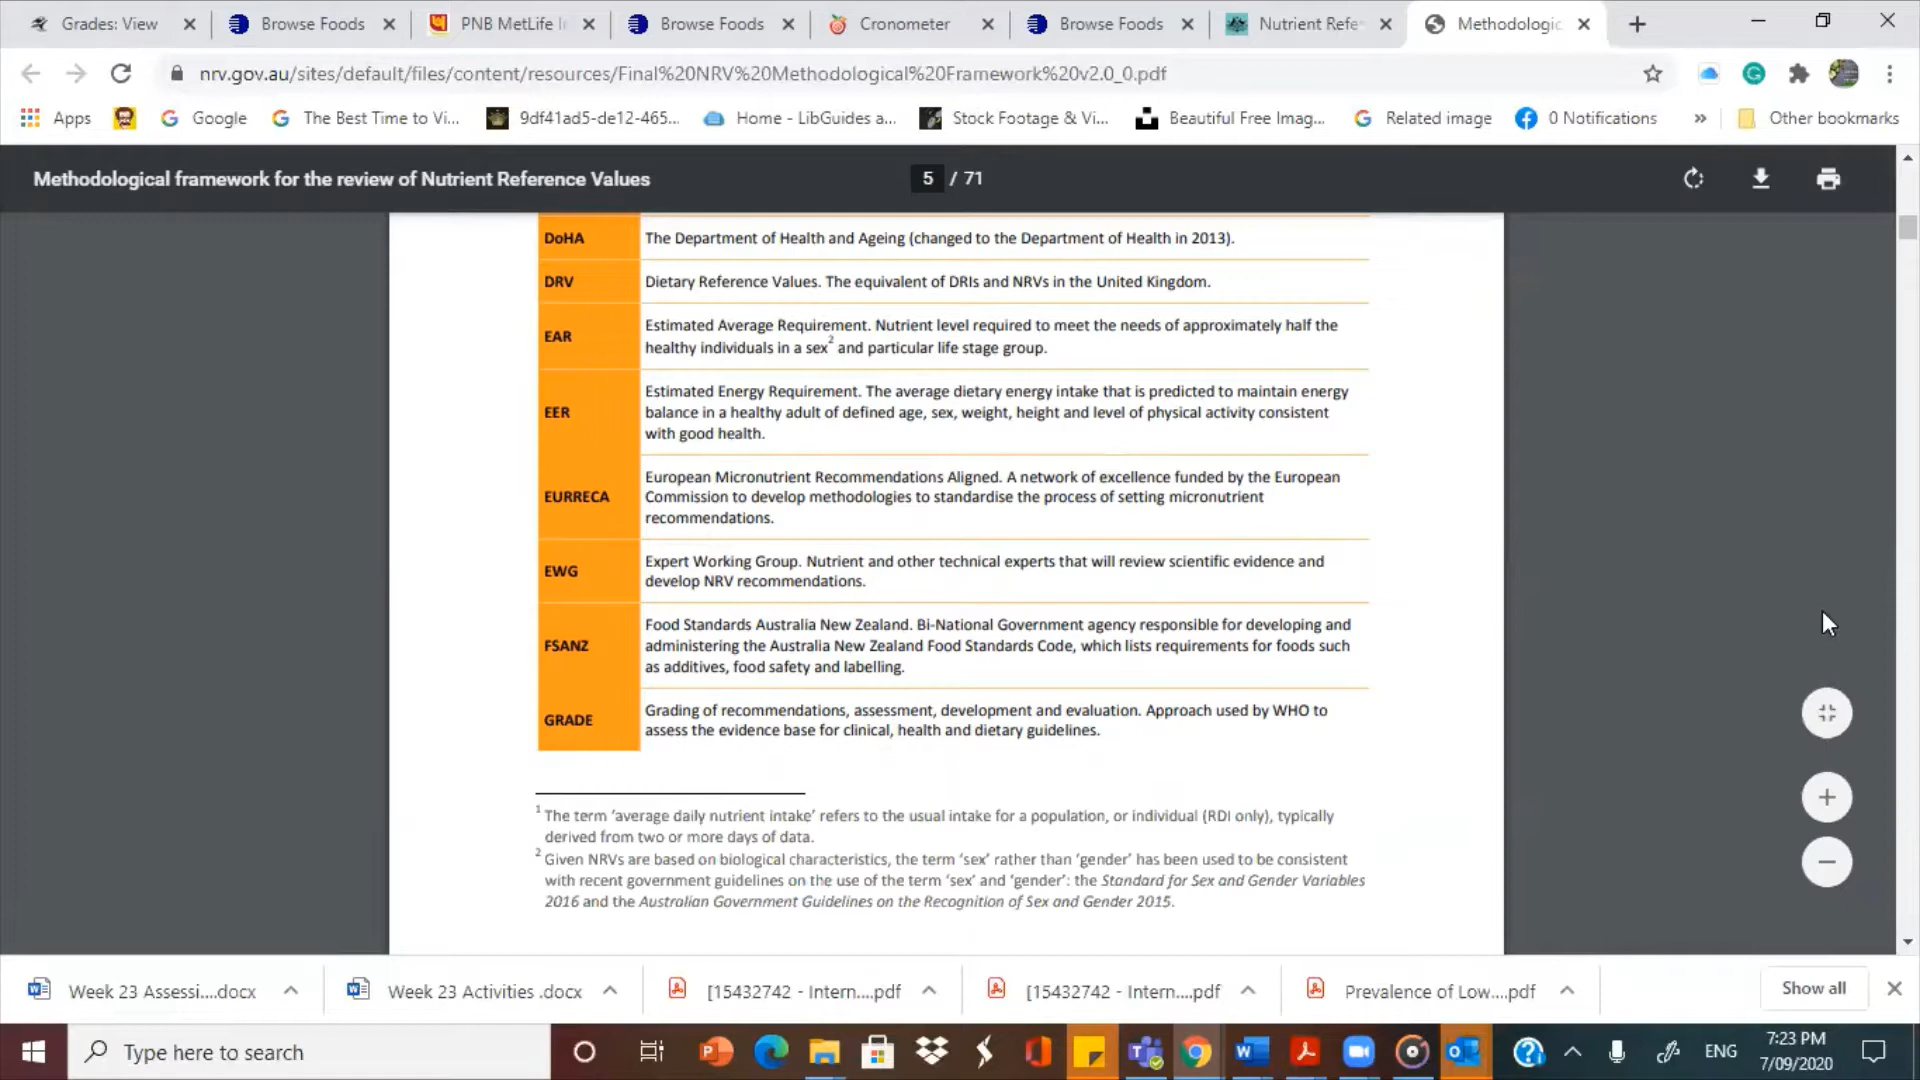 Grades: View
Browse Foods
PNB MetLife I
Browse Foods
Cronometer
Browse Foods
Nutrient Refe
Methodologic
nrv.gov.au/sites/default/files/content/resources/Final%20NRV%20Methodological%20Framework%20v2.0_0.pdf
Apps
Google
The Best Time to Vi...
9df41ad5-de12-465...
Home - LibGuides a...
Stock Footage & Vi...
Beautiful Free Imag...
Related image
0 Notifications
»
Other bookmarks
Methodological framework for the review of Nutrient Reference Values
5 / 71
DoHA
The Department of Health and Ageing (changed to the Department of Health in 2013).
DRV
Dietary Reference Values. The equivalent of DRIs and NRVs in the United Kingdom.
EAR
Estimated Average Requirement. Nutrient level required to meet the needs of approximately half the
healthy individuals in a sex² and particular life stage group.
EER
Estimated Energy Requirement. The average dietary energy intake that is predicted to maintain energy
balance in a healthy adult of defined age, sex, weight, height and level of physical activity consistent
with good health.
EURRECA
European Micronutrient Recommendations Aligned. A network of excellence funded by the European
Commission to develop methodologies to standardise the process of setting micronutrient
recommendations.
EWG
Expert Working Group. Nutrient and other technical experts that will review scientific evidence and
develop NRV recommendations.
FSANZ
Food Standards Australia New Zealand. Bi-National Government agency responsible for developing and
administering the Australia New Zealand Food Standards Code, which lists requirements for foods such
as additives, food safety and labelling.
GRADE
Grading of recommendations, assessment, development and evaluation. Approach used by WHO to
assess the evidence base for clinical, health and dietary guidelines.
¹ The term 'average daily nutrient intake' refers to the usual intake for a population, or individual (RDI only), typically
derived from two or more days of data.
² Given NRVs are based on biological characteristics, the term 'sex' rather than 'gender' has been used to be consistent
with recent government guidelines on the use of the term 'sex' and 'gender': the Standard for Sex and Gender Variables
2016 and the Australian Government Guidelines on the Recognition of Sex and Gender 2015.
Week 23 Assessi....docx
Week 23 Activities .docx
[15432742 - Intern....pdf
[15432742 - Intern....pdf
Prevalence of Low....pdf
Show all
Type here to search
ENG
7:23 PM
7/09/2020